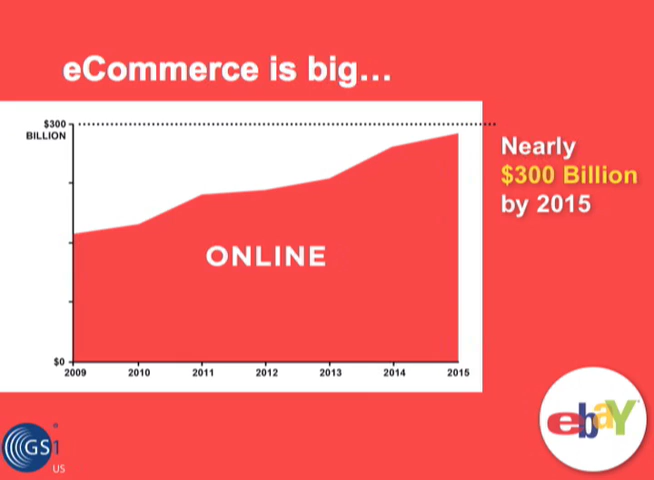 eCommerce is big...
$300
BILLION
Nearly
$300 Billion
by 2015
ONLINE
$0
2009 2010 2011 2012 2013 2014 2015
GS1
US
ebaY